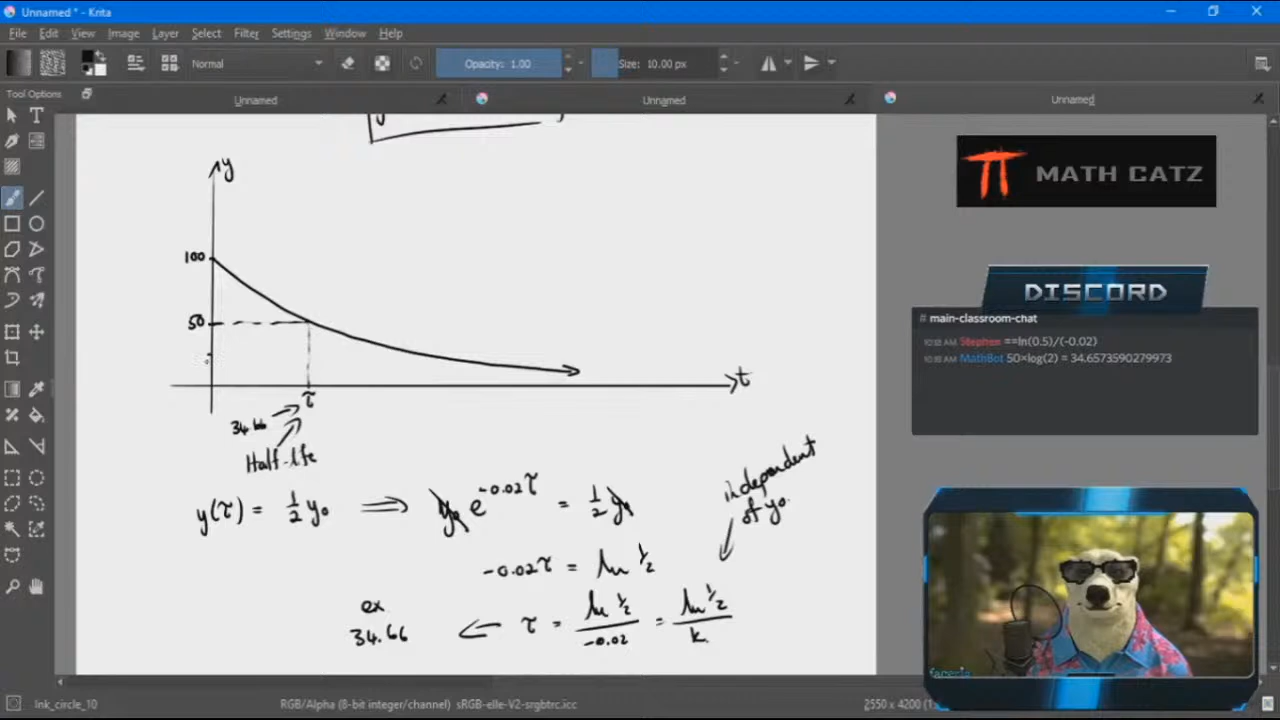 Unnamed * - Krita
File Edit View Image Layer Select Filter Settings Window Help
Normal
Opacity: 1.00
Size: 10.00 px
Tool Options
Unnamed
Unnamed
Unnamed
y
100
50
t
τ
34.66
Half-life
y(τ) = 1/2 y₀ ⟹ y₀ e^-0.02τ = 1/2 y₀
-0.02τ = ln 1/2
ex
34.66 ← τ = ln 1/2 / -0.02 = ln 1/2 / k
independent
of y₀
π MATH CATZ
DISCORD
# main-classroom-chat
Stephen ==ln(0.5)/(-0.02)
MathBot 50×log(2) = 34.6573590279973
Ink_circle_10
RGB/Alpha (8-bit integer/channel) sRGB-elle-V2-srgbtrc.icc